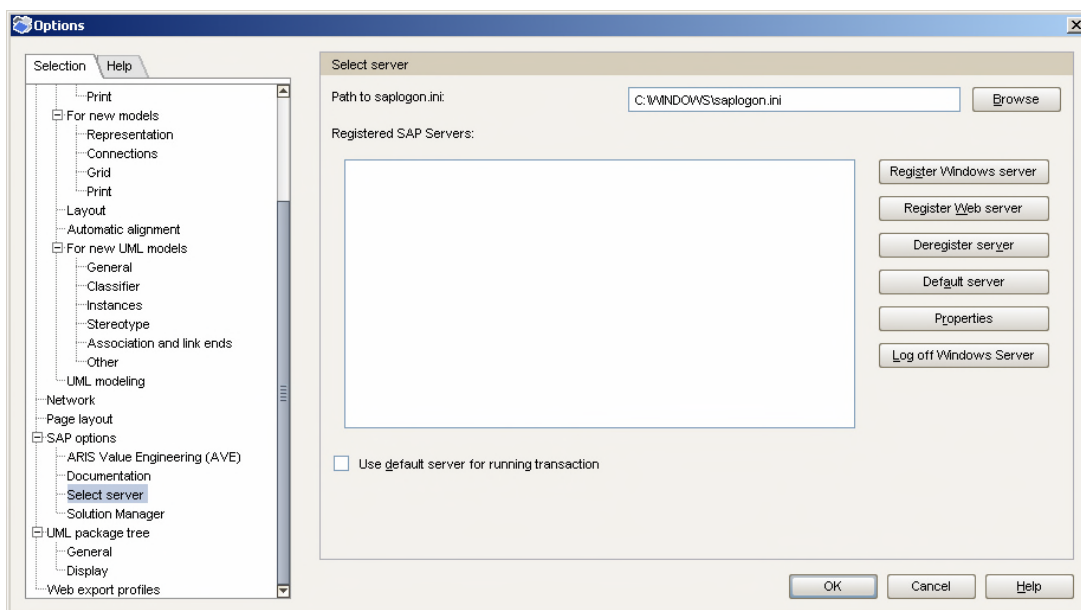 Options
Selection
Help
Print
For new models
Representation
Connections
Grid
Print
Layout
Automatic alignment
For new UML models
General
Classifier
Instances
Stereotype
Association and link ends
Other
UML modeling
Network
Page layout
SAP options
ARIS Value Engineering (AVE)
Documentation
Select server
Solution Manager
UML package tree
General
Display
Web export profiles
Select server
Path to saplogon.ini:
C:\WINDOWS\saplogon.ini
Browse
Registered SAP Servers:
Register Windows server
Register Web server
Deregister server
Default server
Properties
Log off Windows Server
Use default server for running transaction
OK
Cancel
Help